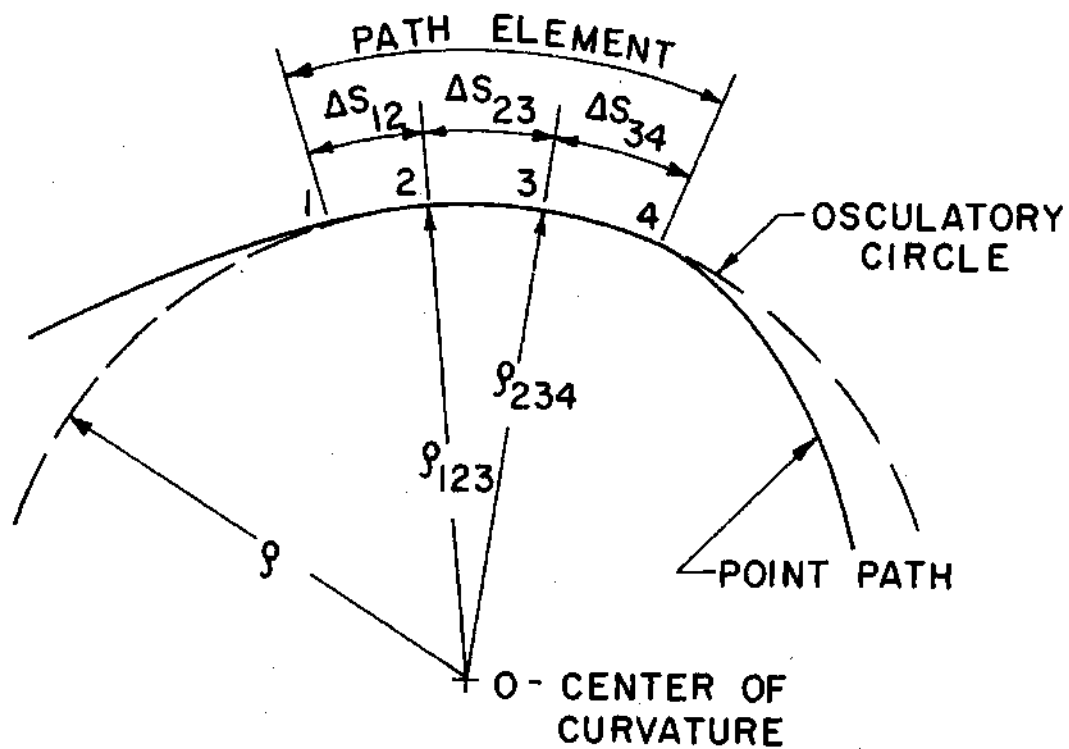 PATH ELEMENT
ΔS12
ΔS23
ΔS34
1
2
3
4
OSCULATORY
CIRCLE
ρ234
ρ123
ρ
POINT PATH
O - CENTER OF
CURVATURE